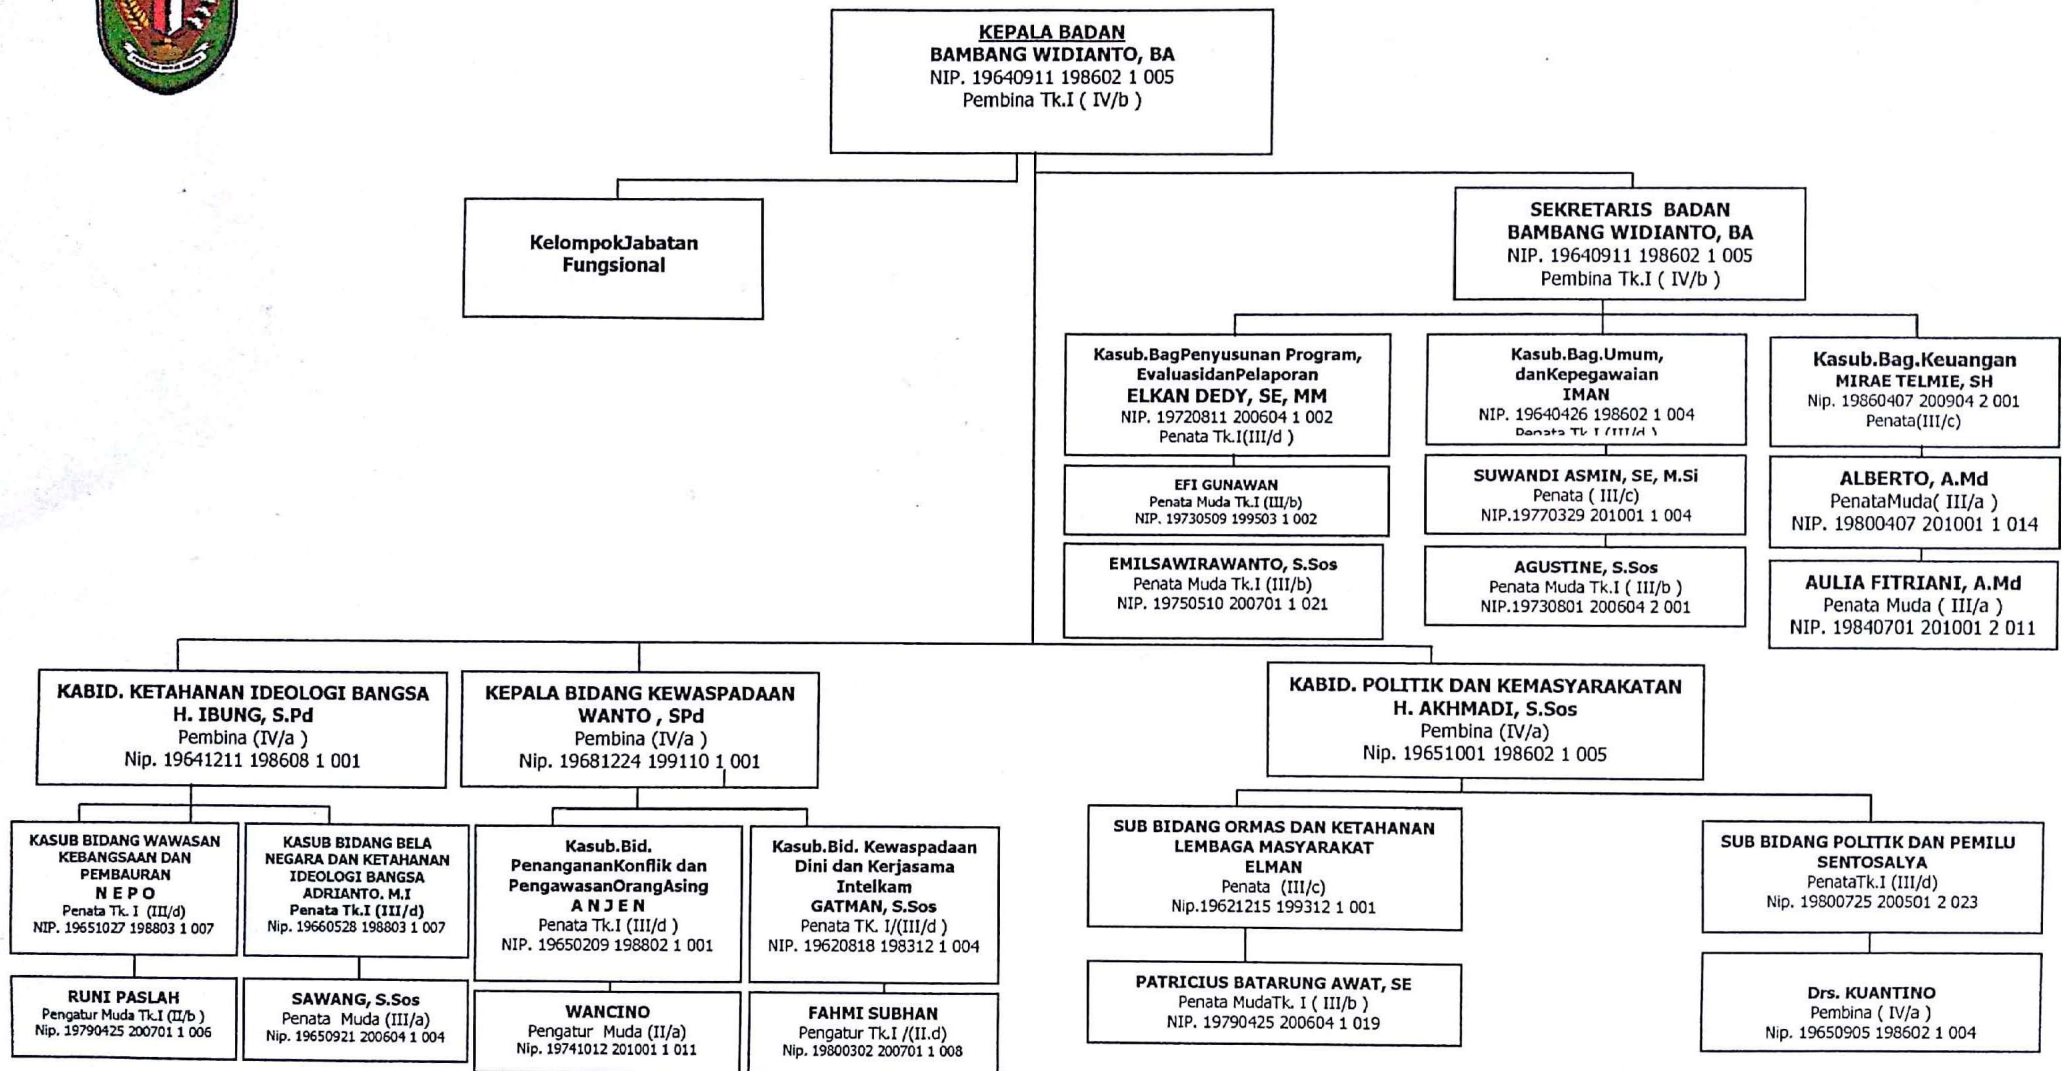 KEPALA BADAN
BAMBANG WIDIANTO, BA
NIP. 19640911 198602 1 005
Pembina Tk.I ( IV/b )
KelompokJabatan
Fungsional
SEKRETARIS BADAN
BAMBANG WIDIANTO, BA
NIP. 19640911 198602 1 005
Pembina Tk.I ( IV/b )
Kasub.BagPenyusunan Program,
EvaluasidanPelaporan
ELKAN DEDY, SE, MM
NIP. 19720811 200604 1 002
Penata Tk.I(III/d )
Kasub.Bag.Umum,
danKepegawaian
IMAN
NIP. 19640426 198602 1 004
Penata Tk I (III/d )
Kasub.Bag.Keuangan
MIRAE TELMIE, SH
Nip. 19860407 200904 2 001
Penata(III/c)
EFI GUNAWAN
Penata Muda Tk.I (III/b)
NIP. 19730509 199503 1 002
SUWANDI ASMIN, SE, M.Si
Penata ( III/c)
NIP.19770329 201001 1 004
ALBERTO, A.Md
PenataMuda( III/a )
NIP. 19800407 201001 1 014
EMILSAWIRAWANTO, S.Sos
Penata Muda Tk.I (III/b)
NIP. 19750510 200701 1 021
AGUSTINE, S.Sos
Penata Muda Tk.I ( III/b )
NIP.19730801 200604 2 001
AULIA FITRIANI, A.Md
Penata Muda ( III/a )
NIP. 19840701 201001 2 011
KABID. KETAHANAN IDEOLOGI BANGSA
H. IBUNG, S.Pd
Pembina (IV/a )
Nip. 19641211 198608 1 001
KEPALA BIDANG KEWASPADAAN
WANTO , SPd
Pembina (IV/a )
Nip. 19681224 199110 1 001
KABID. POLITIK DAN KEMASYARAKATAN
H. AKHMADI, S.Sos
Pembina (IV/a)
Nip. 19651001 198602 1 005
KASUB BIDANG WAWASAN
KEBANGSAAN DAN
PEMBAURAN
N E P O
Penata Tk. I (III/d)
NIP. 19651027 198803 1 007
KASUB BIDANG BELA
NEGARA DAN KETAHANAN
IDEOLOGI BANGSA
ADRIANTO. M.I
Penata Tk.I (III/d)
Nip. 19660528 198803 1 007
Kasub.Bid.
PenangananKonflik dan
PengawasanOrangAsing
A N J E N
Penata Tk.I (III/d )
NIP. 19650209 198802 1 001
Kasub.Bid. Kewaspadaan
Dini dan Kerjasama
Intelkam
GATMAN, S.Sos
Penata TK. I/(III/d )
NIP. 19620818 198312 1 004
SUB BIDANG ORMAS DAN KETAHANAN
LEMBAGA MASYARAKAT
ELMAN
Penata (III/c)
Nip.19621215 199312 1 001
SUB BIDANG POLITIK DAN PEMILU
SENTOSALYA
PenataTk.I (III/d)
Nip. 19800725 200501 2 023
RUNI PASLAH
Pengatur Muda Tk.I (II/b )
Nip. 19790425 200701 1 006
SAWANG, S.Sos
Penata Muda (III/a)
Nip. 19650921 200604 1 004
WANCINO
Pengatur Muda (II/a)
Nip. 19741012 201001 1 011
FAHMI SUBHAN
Pengatur Tk.I /(II.d)
Nip. 19800302 200701 1 008
PATRICIUS BATARUNG AWAT, SE
Penata MudaTk. I ( III/b )
NIP. 19790425 200604 1 019
Drs. KUANTINO
Pembina ( IV/a )
Nip. 19650905 198602 1 004